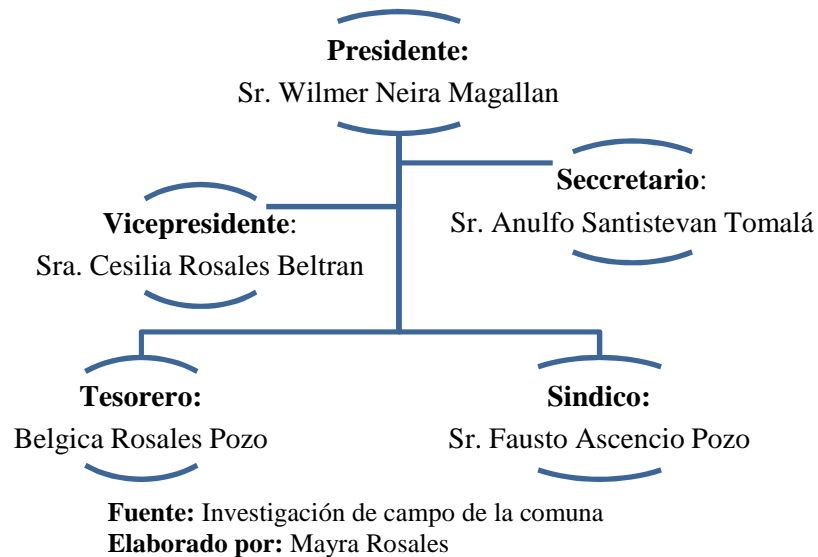 Presidente:
Sr. Wilmer Neira Magallan
Seccretario:
Sr. Anulfo Santistevan Tomalá
Vicepresidente:
Sra. Cesilia Rosales Beltran
Tesorero:
Belgica Rosales Pozo
Sindico:
Sr. Fausto Ascencio Pozo
Fuente: Investigación de campo de la comuna
Elaborado por: Mayra Rosales